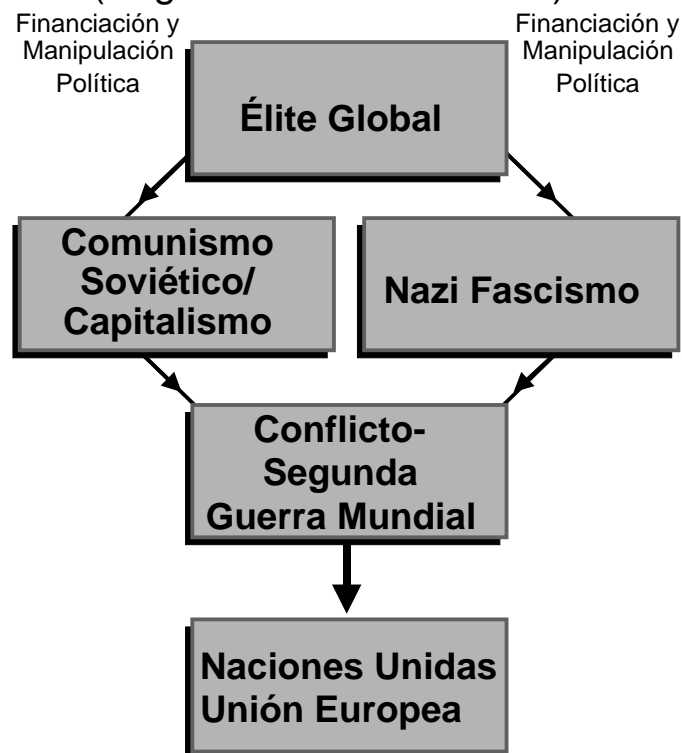 Financiación y
Manipulación
Política
Financiación y
Manipulación
Política
Élite Global
Comunismo
Soviético/
Capitalismo
Nazi Fascismo
Conflicto-
Segunda
Guerra Mundial
Naciones Unidas
Unión Europea